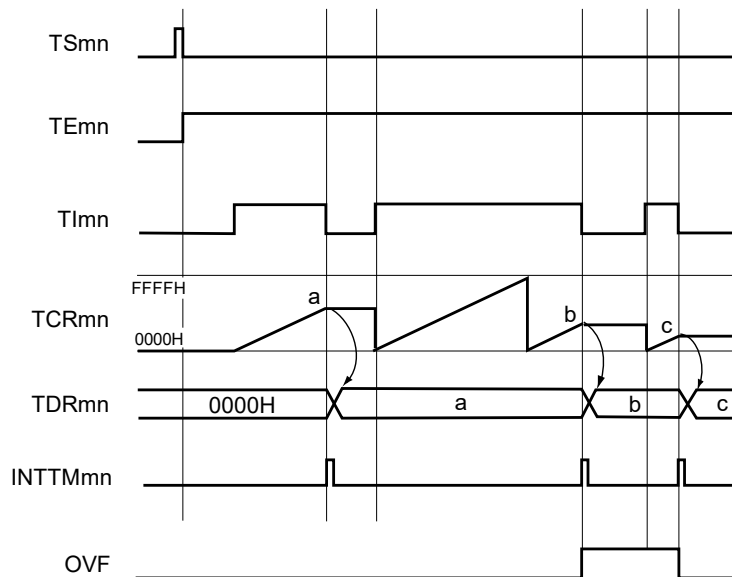 TSmn
TEmn
TImn
FFFFH
a
b
c
TCRmn
0000H
TDRmn
0000H
a
b
c
INTTMmn
OVF